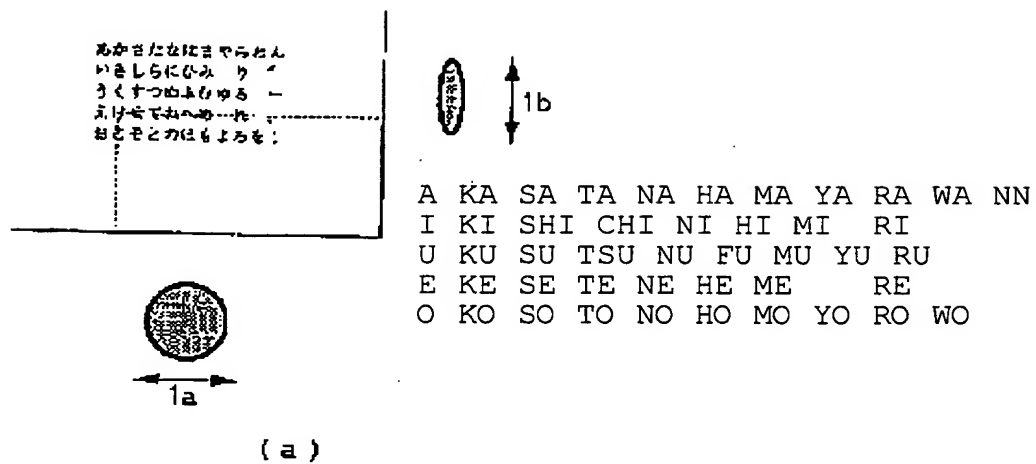 あかさたなはまやらわん
いきしちにひみ り ゛
うくすつぬふむゆる ー
えけせてねへめ れ
おこそとのほもよろを
1b
A KA SA TA NA HA MA YA RA WA NN
I KI SHI CHI NI HI MI RI
U KU SU TSU NU FU MU YU RU
E KE SE TE NE HE ME RE
O KO SO TO NO HO MO YO RO WO
1a
(a)